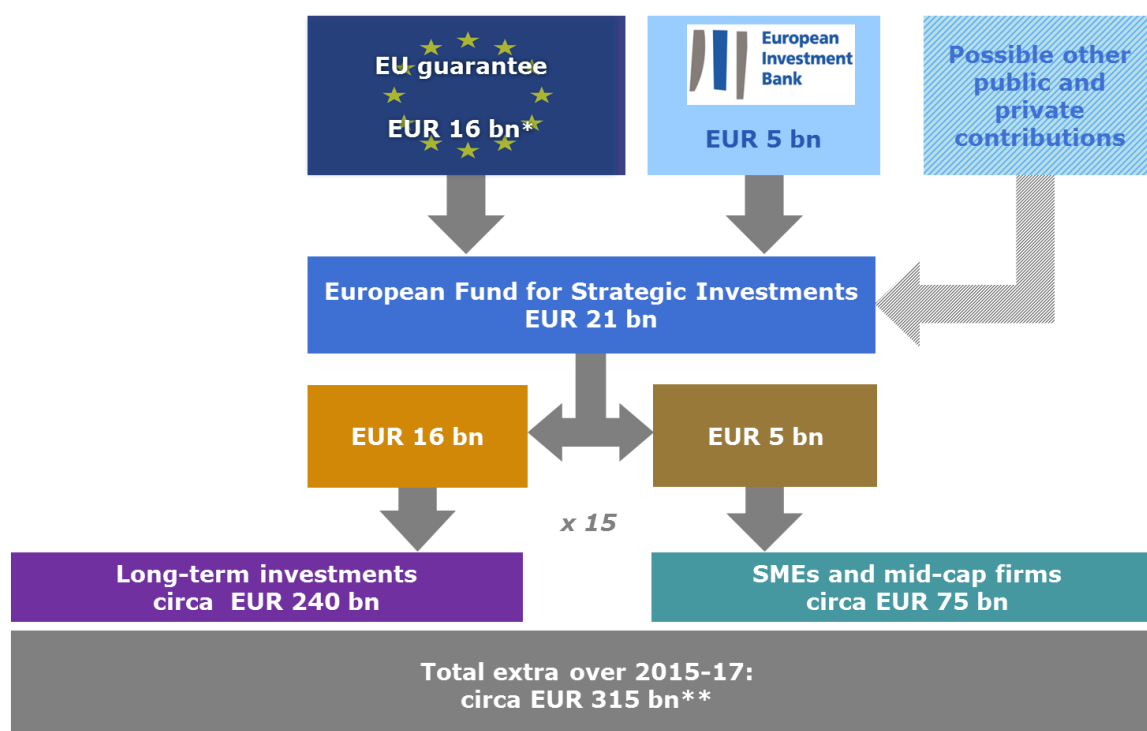 EU guarantee
EUR 16 bn*
European
Investment
Bank
EUR 5 bn
Possible other
public and
private
contributions
European Fund for Strategic Investments
EUR 21 bn
EUR 16 bn
EUR 5 bn
x 15
Long-term investments
circa EUR 240 bn
SMEs and mid-cap firms
circa EUR 75 bn
Total extra over 2015-17:
circa EUR 315 bn**